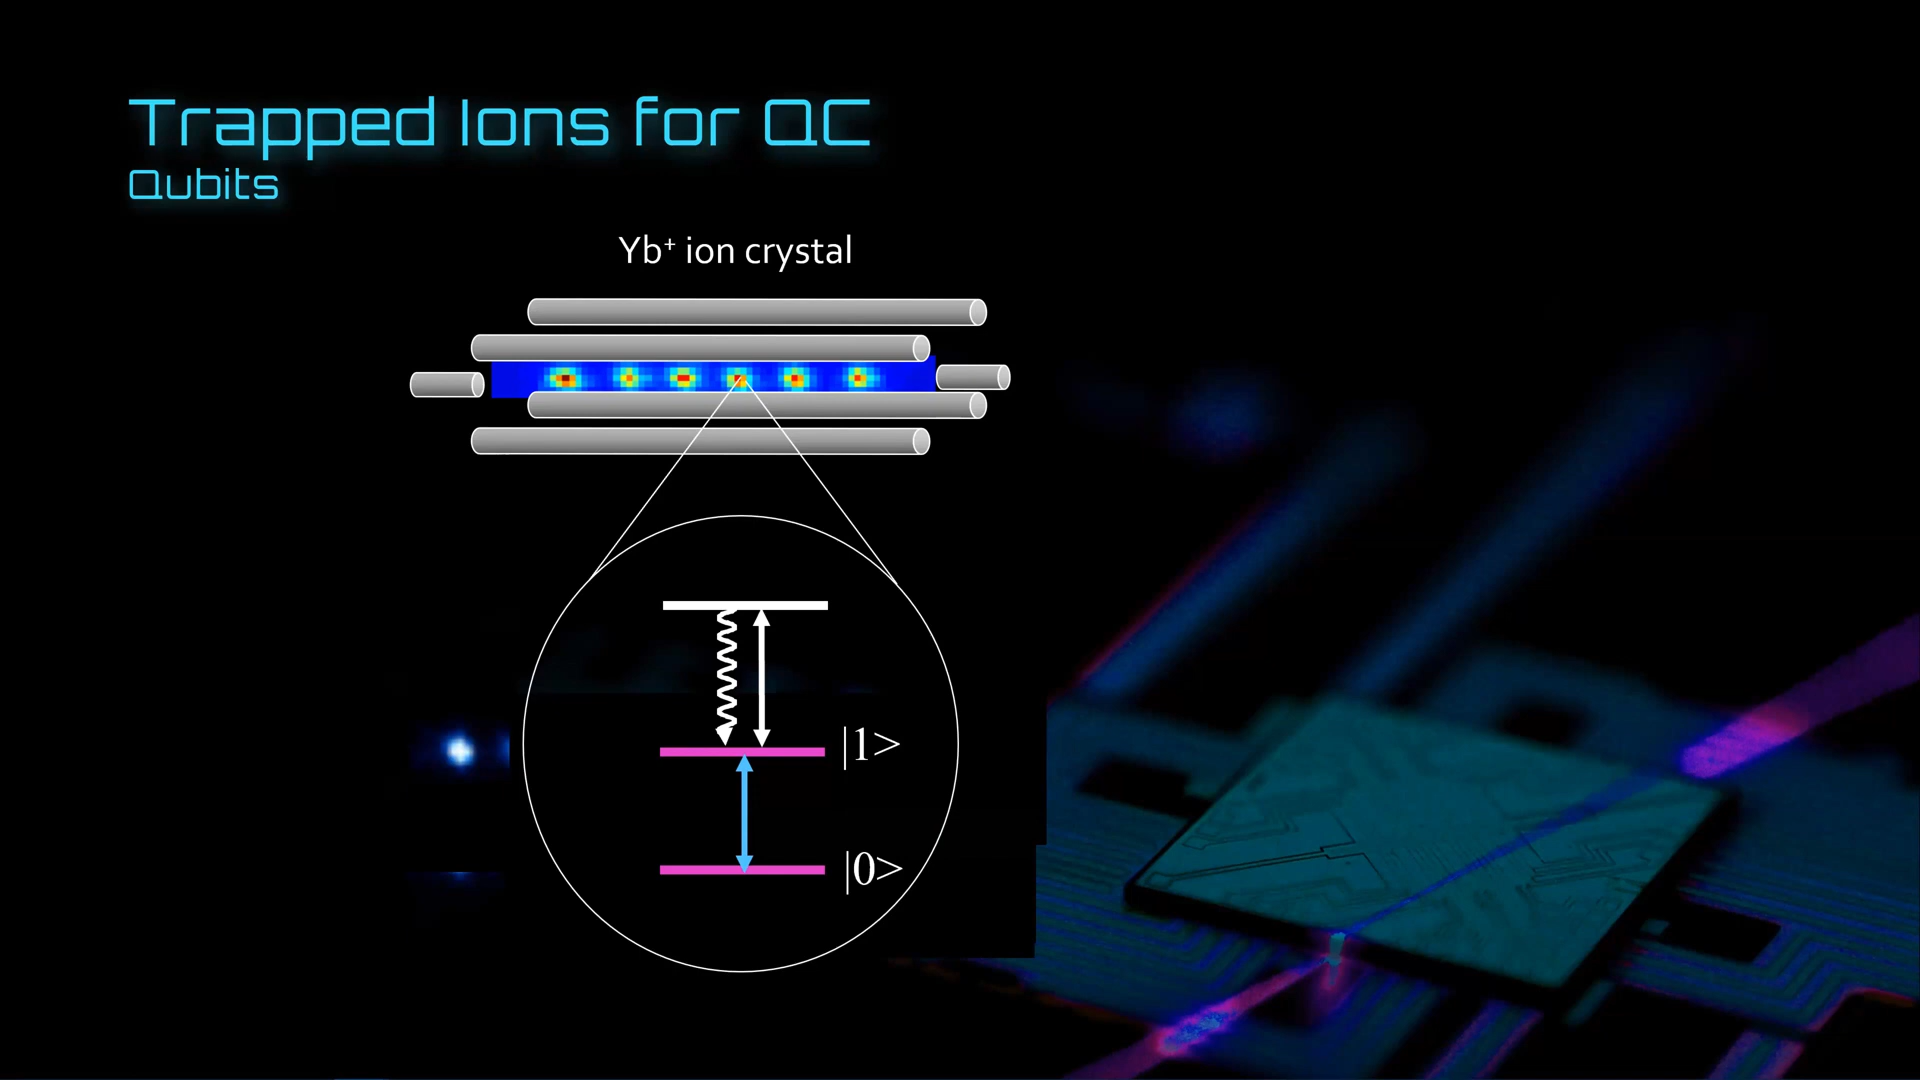 Trapped Ions for QC
Qubits
Yb⁺ ion crystal
|1>
|0>